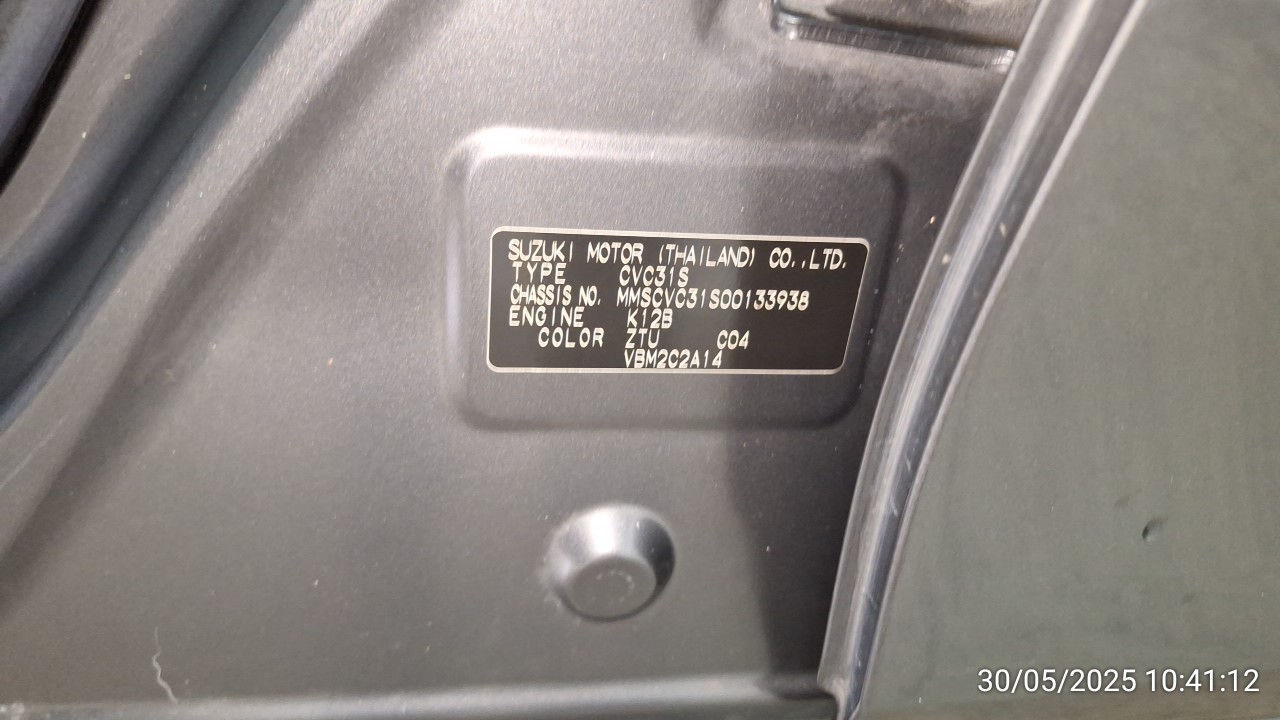 SUZUKI MOTOR (THAILAND) CO.,LTD.
TYPE CVC31S
CHASSIS NO. MMSCVC31S00133938
ENGINE K12B
COLOR ZTU C04
VBM2C2A14
30/05/2025 10:41:12